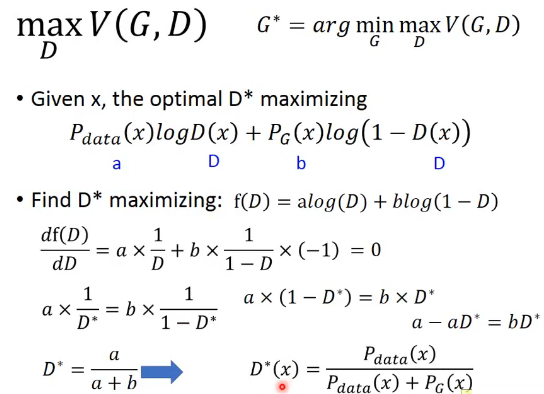 max V(G, D)    G* = arg min max V(G, D)
D    G    D
• Given x, the optimal D* maximizing
P_data(x)logD(x) + P_G(x)log(1 − D(x))
a    D    b    D
• Find D* maximizing: f(D) = alog(D) + blog(1 − D)
df(D)/dD = a × 1/D + b × 1/(1 − D) × (−1) = 0
a × 1/D* = b × 1/(1 − D*)    a × (1 − D*) = b × D*
a − aD* = bD*
D* = a/(a + b)    D*(x) = P_data(x)/(P_data(x) + P_G(x))